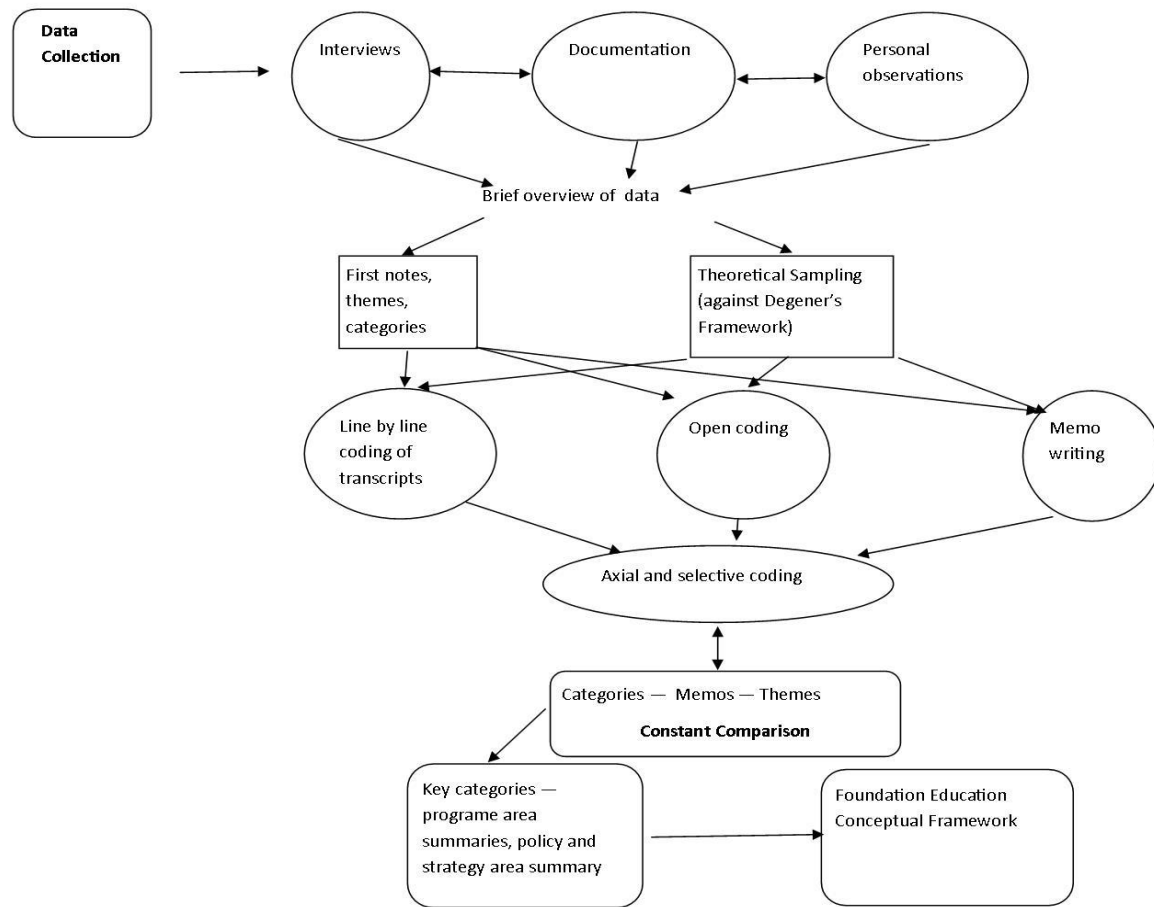 Data
Collection
Interviews
Documentation
Personal
observations
Brief overview of data
First notes,
themes,
categories
Theoretical Sampling
(against Degener’s
Framework)
Line by line
coding of
transcripts
Open coding
Memo
writing
Axial and selective coding
Categories — Memos — Themes
Constant Comparison
Key categories —
programe area
summaries, policy and
strategy area summary
Foundation Education
Conceptual Framework